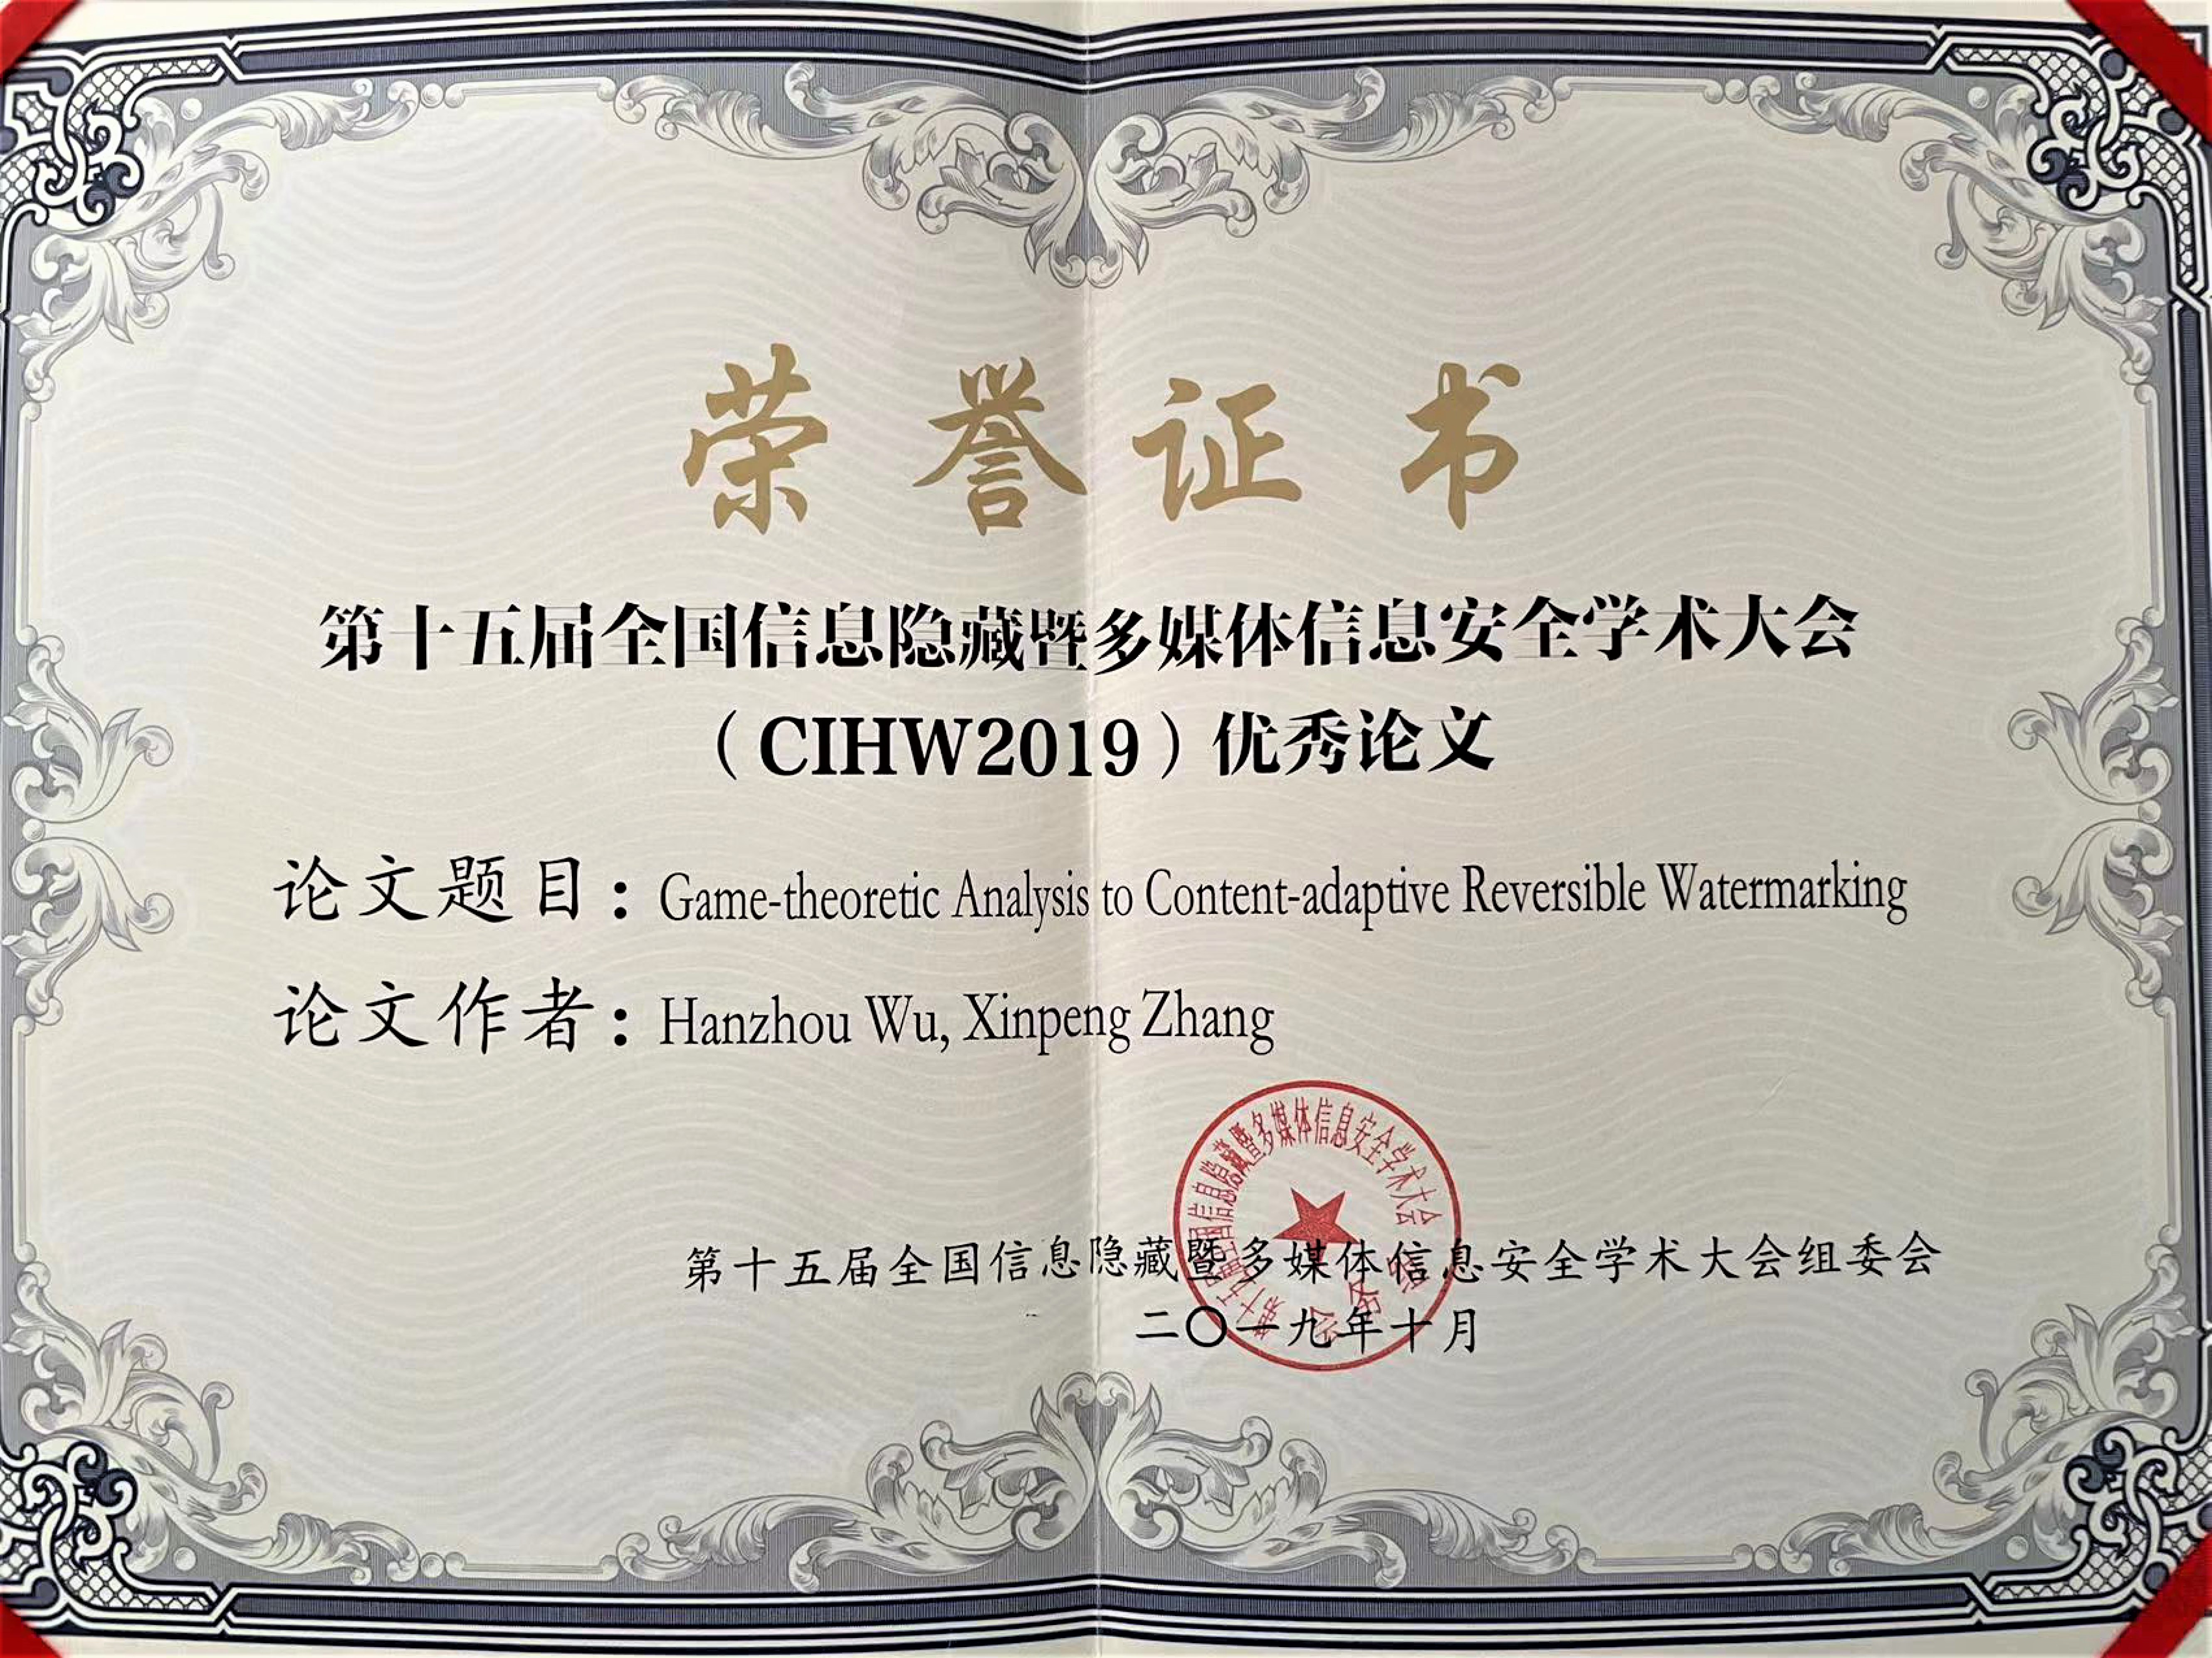 荣誉证书
第十五届全国信息隐藏暨多媒体信息安全学术大会
（CIHW2019）优秀论文
论文题目：Game-theoretic Analysis to Content-adaptive Reversible Watermarking
论文作者：Hanzhou Wu, Xinpeng Zhang
第十五届全国信息隐藏暨多媒体信息安全学术大会
第十五届全国信息隐藏暨多媒体信息安全学术大会组委会
二〇一九年十月